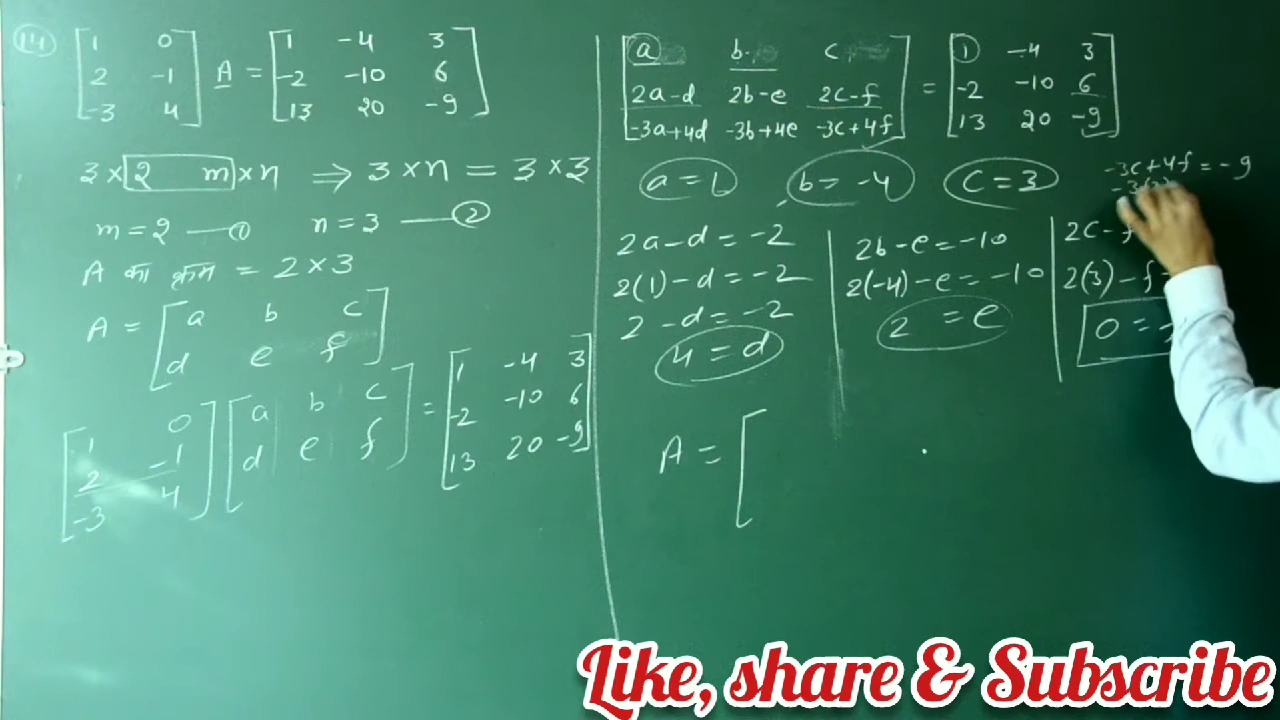 (14) [1 0; 2 -1; -3 4] A = [1 -4 3; -2 -10 6; 13 20 -9]
3×2 m×n ⇒ 3×n = 3×3
m=2 —① n=3 —②
A का क्रम = 2×3
A = [a b c; d e f]
[1 0; 2 -1; -3 4] [a b c; d e f] = [1 -4 3; -2 -10 6; 13 20 -9]
[a b c; 2a-d 2b-e 2c-f; -3a+4d -3b+4e -3c+4f] = [1 -4 3; -2 -10 6; 13 20 -9]
a=1 b=-4 c=3
-3c+4f=-9
2a-d=-2
2(1)-d=-2
2-d=-2
4=d
2b-e=-10
2(-4)-e=-10
2=e
2c-f
2(3)-f=
0=
A = [
Like, share & Subscribe